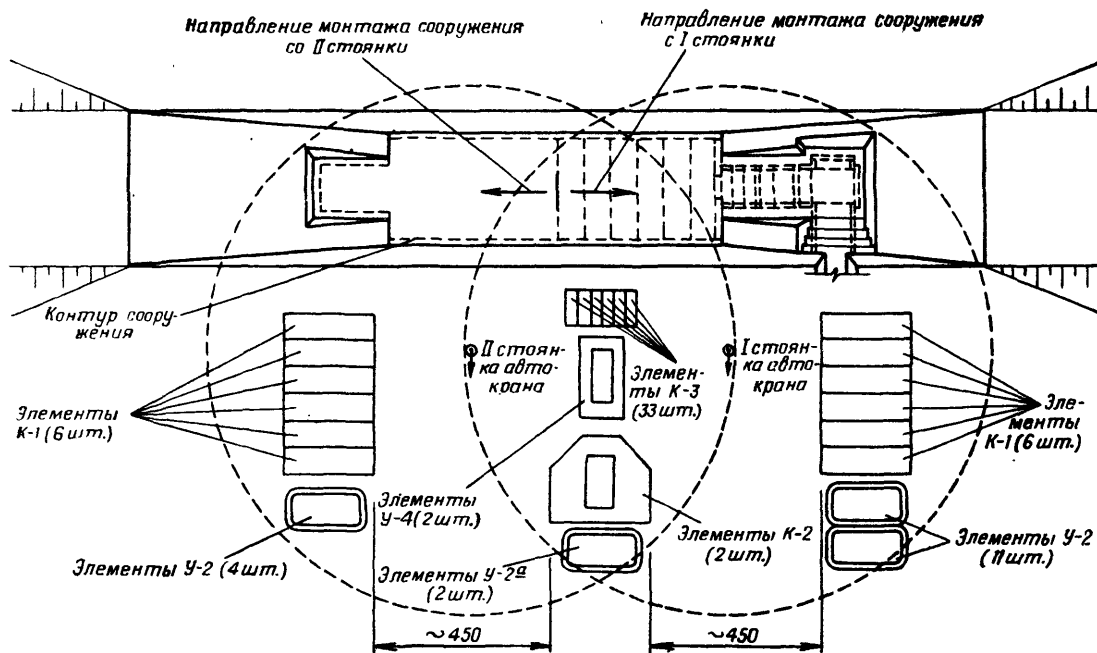 Направление монтажа сооружения
со II стоянки
Направление монтажа сооружения
с I стоянки
Контур соору-
жения
II стоян-
ка авто-
крана
Элемен-
ты К-3
(33 шт.)
I стоян-
ка авто-
крана
Элементы
К-1 (6 шт.)
Эле-
менты
К-1 (6 шт.)
Элементы
У-4 (2 шт.)
Элементы К-2
(2 шт.)
Элементы У-2
(11 шт.)
Элементы У-2 (4 шт.)
Элементы У-2а
(2 шт.)
~450
~450